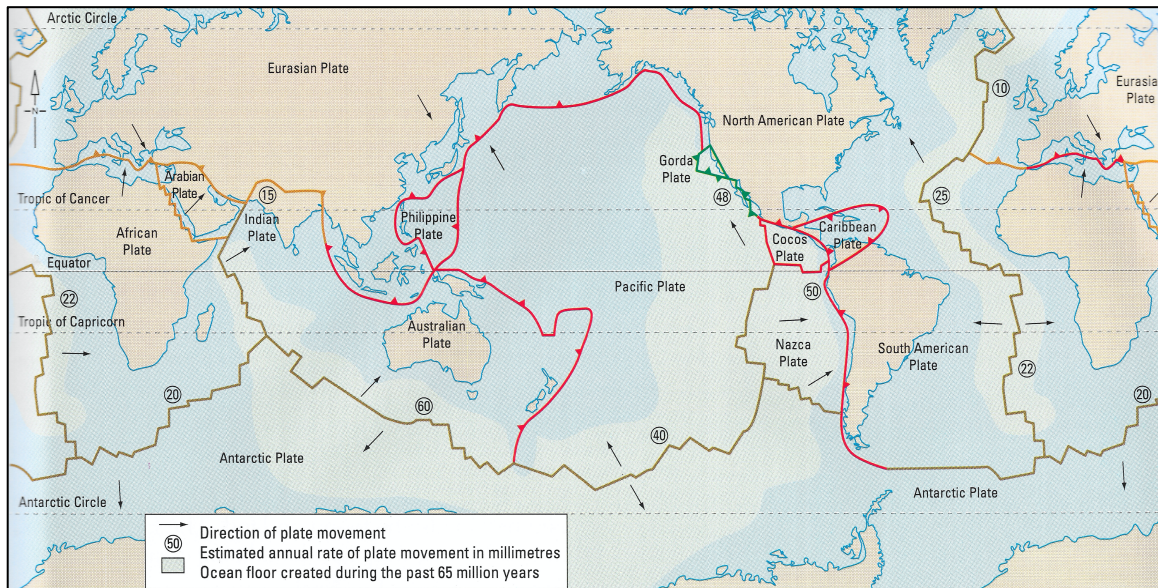 Arctic Circle
Eurasian Plate
10
Eurasia
Plate
N
North American Plate
Gorda
Plate
Arabian
Plate
Tropic of Cancer
15
48
25
African
Plate
Indian
Plate
Philippine
Plate
Cocos
Plate
Caribbean
Plate
Equator
22
Pacific Plate
50
Tropic of Capricorn
Australian
Plate
Nazca
Plate
South American
Plate
22
20
60
20
40
Antarctic Plate
Antarctic Circle
Antarctic Plate
Direction of plate movement
50
Estimated annual rate of plate movement in millimetres
Ocean floor created during the past 65 million years